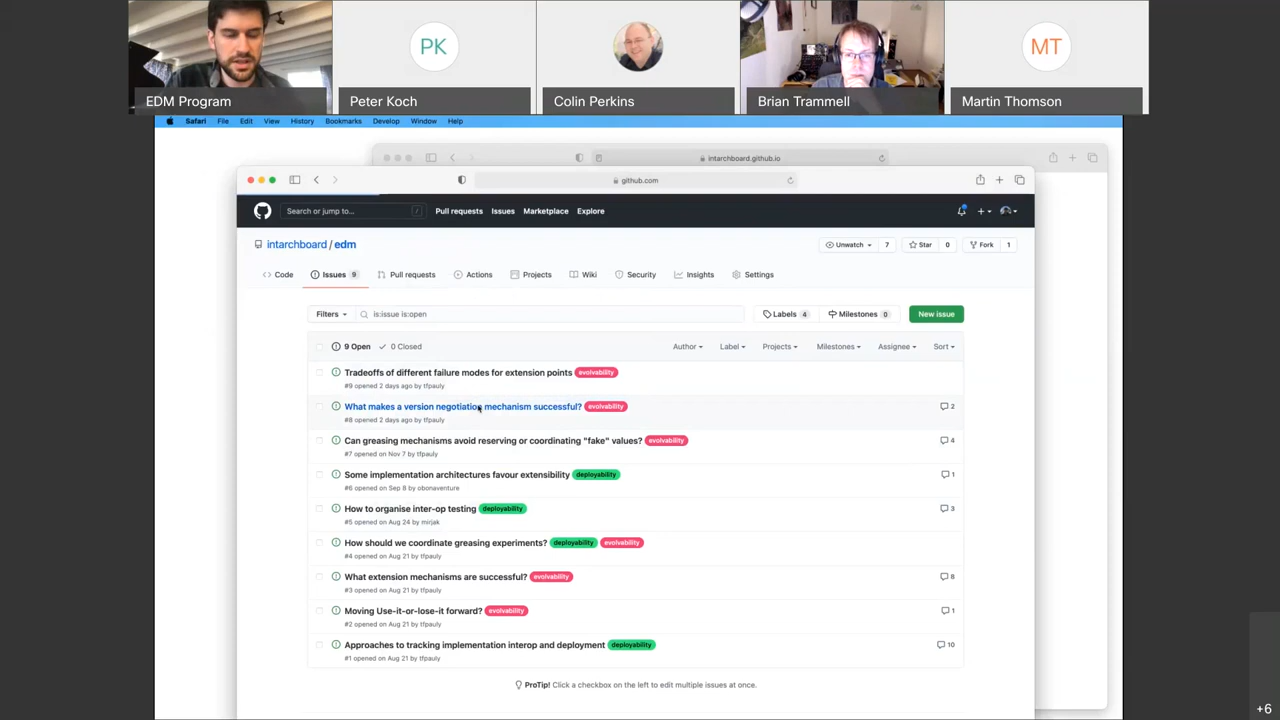 PK
MT
EDM Program
Peter Koch
Colin Perkins
Brian Trammell
Martin Thomson
Safari File Edit View History Bookmarks Develop Window Help
intarchboard.github.io
github.com
Search or jump to... /
Pull requests Issues Marketplace Explore
intarchboard / edm
Unwatch 7 Star 0 Fork 1
Code Issues 9 Pull requests Actions Projects Wiki Security Insights Settings
Filters is:issue is:open Labels 4 Milestones 0 New issue
9 Open 0 Closed Author Label Projects Milestones Assignee Sort
Tradeoffs of different failure modes for extension points evolvability
#9 opened 2 days ago by tfpauly
What makes a version negotiation mechanism successful? evolvability 2
#8 opened 2 days ago by tfpauly
Can greasing mechanisms avoid reserving or coordinating "fake" values? evolvability 4
#7 opened on Nov 7 by tfpauly
Some implementation architectures favour extensibility deployability 1
#6 opened on Sep 8 by obonaventure
How to organise inter-op testing deployability 3
#5 opened on Aug 24 by mirjak
How should we coordinate greasing experiments? deployability evolvability
#4 opened on Aug 21 by tfpauly
What extension mechanisms are successful? evolvability 8
#3 opened on Aug 21 by tfpauly
Moving Use-it-or-lose-it forward? evolvability 1
#2 opened on Aug 21 by tfpauly
Approaches to tracking implementation interop and deployment deployability 10
#1 opened on Aug 21 by tfpauly
ProTip! Click a checkbox on the left to edit multiple issues at once.
+6